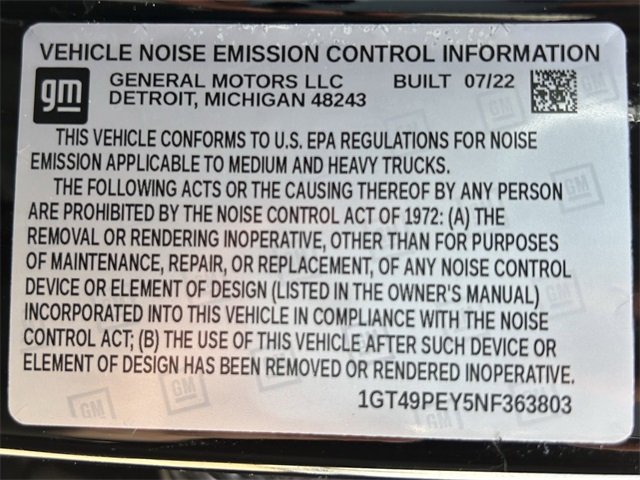 VEHICLE NOISE EMISSION CONTROL INFORMATION
gm
GENERAL MOTORS LLC BUILT 07/22
DETROIT, MICHIGAN 48243
THIS VEHICLE CONFORMS TO U.S. EPA REGULATIONS FOR NOISE
EMISSION APPLICABLE TO MEDIUM AND HEAVY TRUCKS.
THE FOLLOWING ACTS OR THE CAUSING THEREOF BY ANY PERSON
ARE PROHIBITED BY THE NOISE CONTROL ACT OF 1972: (A) THE
REMOVAL OR RENDERING INOPERATIVE, OTHER THAN FOR PURPOSES
OF MAINTENANCE, REPAIR, OR REPLACEMENT, OF ANY NOISE CONTROL
DEVICE OR ELEMENT OF DESIGN (LISTED IN THE OWNER'S MANUAL)
INCORPORATED INTO THIS VEHICLE IN COMPLIANCE WITH THE NOISE
CONTROL ACT; (B) THE USE OF THIS VEHICLE AFTER SUCH DEVICE OR
ELEMENT OF DESIGN HAS BEEN REMOVED OR RENDERED INOPERATIVE.
1GT49PEY5NF363803